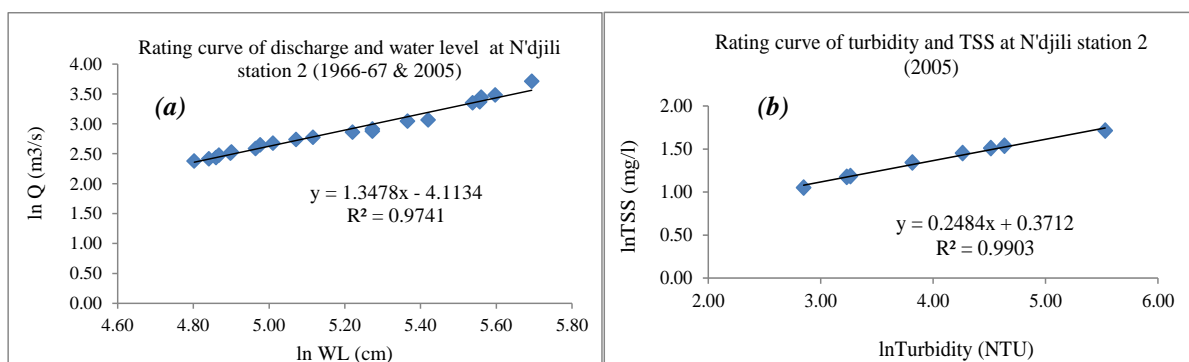 Rating curve of discharge and water level at N'djili
station 2 (1966-67 & 2005)
(a)
ln Q (m3/s)
4.00
3.50
3.00
2.50
2.00
1.50
1.00
0.50
0.00
y = 1.3478x - 4.1134
R² = 0.9741
4.60 4.80 5.00 5.20 5.40 5.60 5.80
ln WL (cm)
Rating curve of turbidity and TSS at N'djili station 2
(2005)
(b)
lnTSS (mg/l)
2.00
1.50
1.00
0.50
0.00
y = 0.2484x + 0.3712
R² = 0.9903
2.00 3.00 4.00 5.00 6.00
lnTurbidity (NTU)